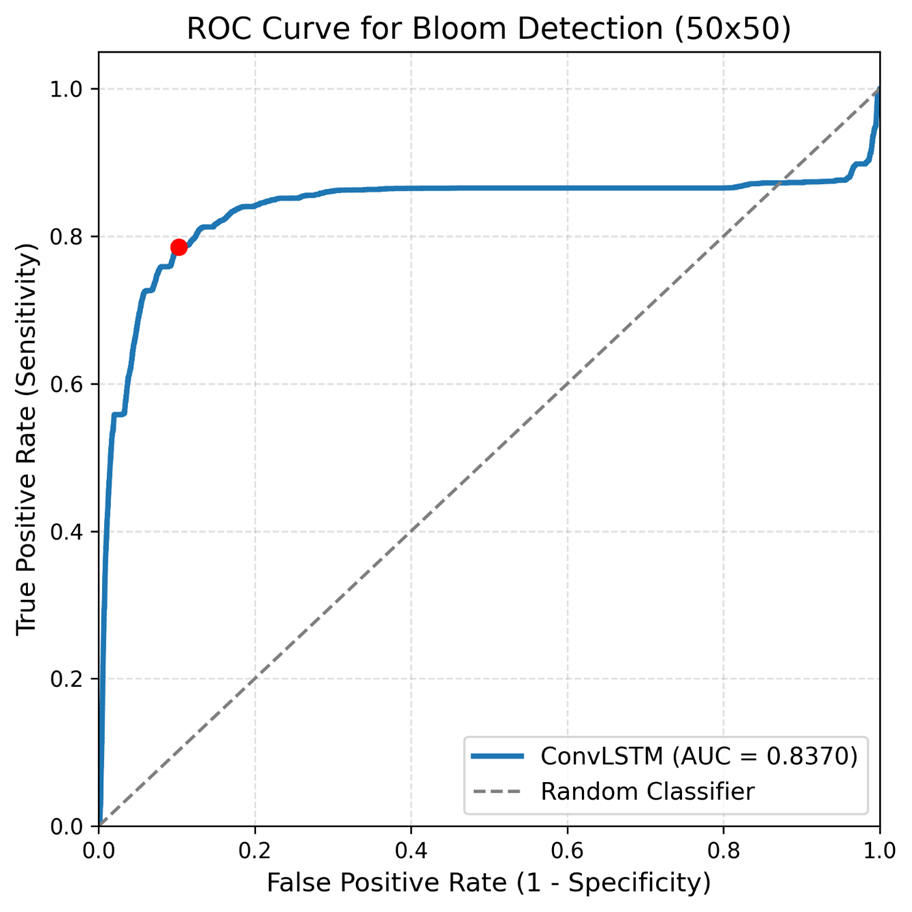 ROC Curve for Bloom Detection (50x50)
True Positive Rate (Sensitivity)
1.0
0.8
0.6
0.4
0.2
0.0
0.0 0.2 0.4 0.6 0.8 1.0
False Positive Rate (1 - Specificity)
ConvLSTM (AUC = 0.8370)
Random Classifier